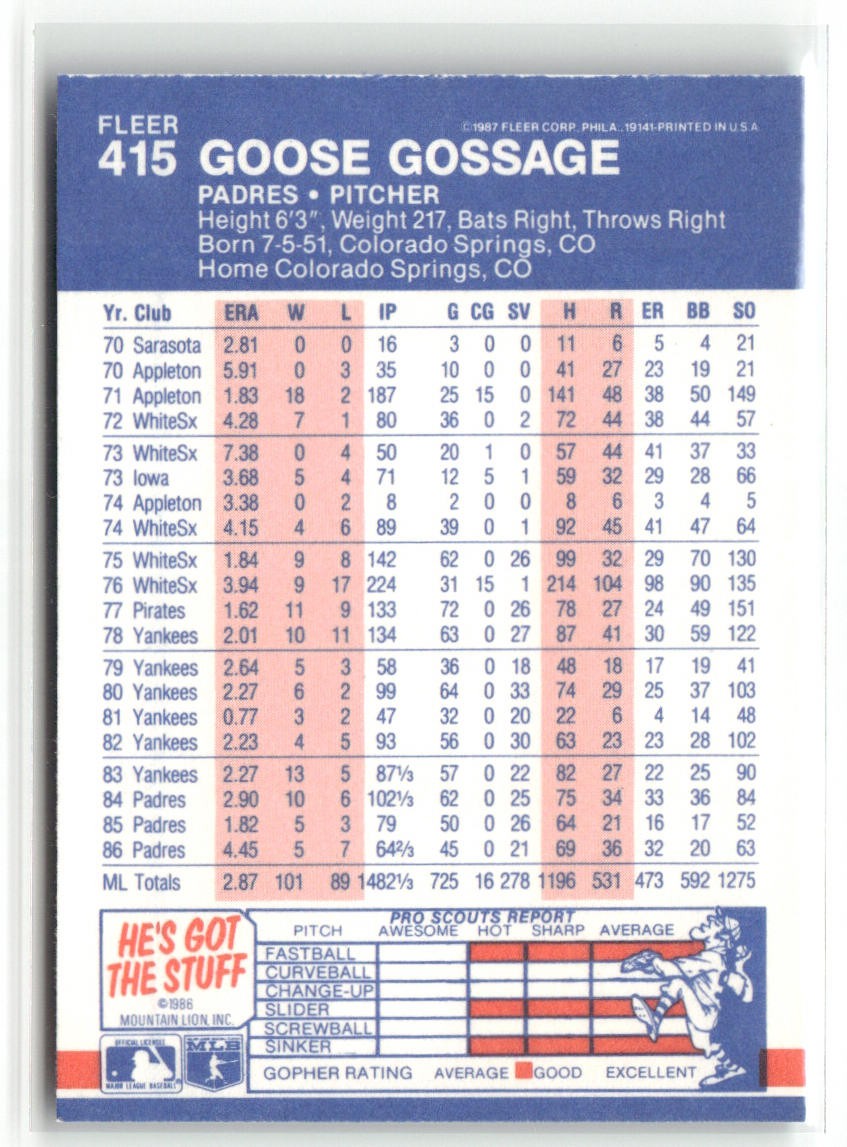 FLEER
©1987 FLEER CORP., PHILA., 19141-PRINTED IN U.S.A.
415 GOOSE GOSSAGE
PADRES • PITCHER
Height 6'3", Weight 217, Bats Right, Throws Right
Born 7-5-51, Colorado Springs, CO
Home Colorado Springs, CO
Yr. Club ERA W L IP G CG SV H R ER BB SO
70 Sarasota 2.81 0 0 16 3 0 0 11 6 5 4 21
70 Appleton 5.91 0 3 35 10 0 0 41 27 23 19 21
71 Appleton 1.83 18 2 187 25 15 0 141 48 38 50 149
72 WhiteSx 4.28 7 1 80 36 0 2 72 44 38 44 57
73 WhiteSx 7.38 0 4 50 20 1 0 57 44 41 37 33
73 Iowa 3.68 5 4 71 12 5 1 59 32 29 28 66
74 Appleton 3.38 0 2 8 2 0 0 8 6 3 4 5
74 WhiteSx 4.15 4 6 89 39 0 1 92 45 41 47 64
75 WhiteSx 1.84 9 8 142 62 0 26 99 32 29 70 130
76 WhiteSx 3.94 9 17 224 31 15 1 214 104 98 90 135
77 Pirates 1.62 11 9 133 72 0 26 78 27 24 49 151
78 Yankees 2.01 10 11 134 63 0 27 87 41 30 59 122
79 Yankees 2.64 5 3 58 36 0 18 48 18 17 19 41
80 Yankees 2.27 6 2 99 64 0 33 74 29 25 37 103
81 Yankees 0.77 3 2 47 32 0 20 22 6 4 14 48
82 Yankees 2.23 4 5 93 56 0 30 63 23 23 28 102
83 Yankees 2.27 13 5 87⅓ 57 0 22 82 27 22 25 90
84 Padres 2.90 10 6 102⅓ 62 0 25 75 34 33 36 84
85 Padres 1.82 5 3 79 50 0 26 64 21 16 17 52
86 Padres 4.45 5 7 64⅔ 45 0 21 69 36 32 20 63
ML Totals 2.87 101 89 1482⅓ 725 16 278 1196 531 473 592 1275
HE'S GOT
THE STUFF
©1986
MOUNTAIN LION, INC.
PRO SCOUTS REPORT
PITCH AWESOME HOT SHARP AVERAGE
FASTBALL
CURVEBALL
CHANGE-UP
SLIDER
SCREWBALL
SINKER
GOPHER RATING AVERAGE GOOD EXCELLENT
OFFICIAL LICENSEE
MAJOR LEAGUE BASEBALL
MLB